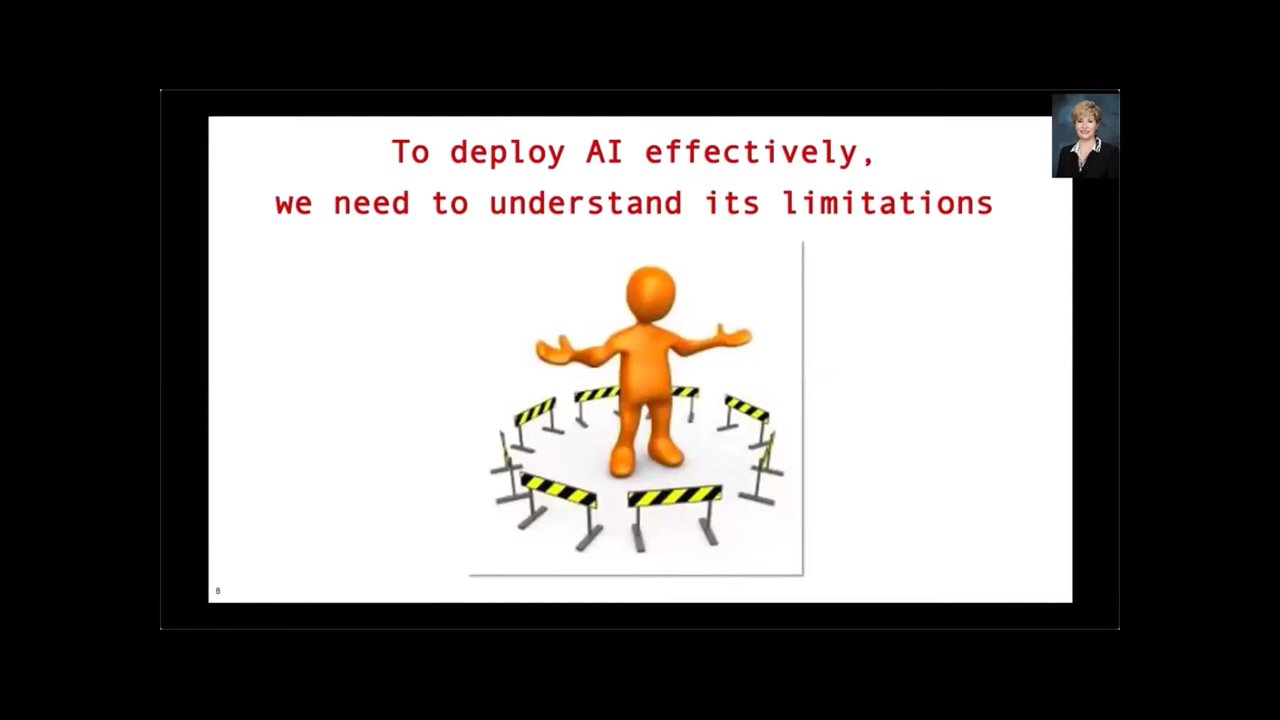 To deploy AI effectively,
we need to understand its limitations
8